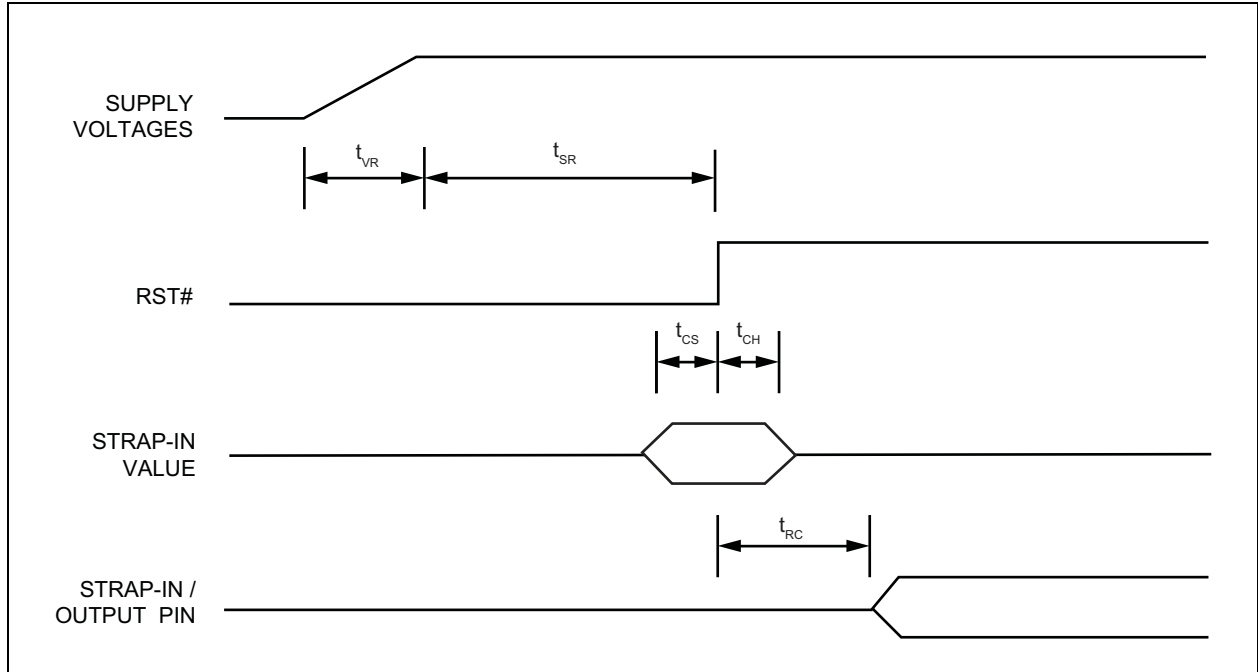 SUPPLY
VOLTAGES
tVR
tSR
RST#
tCS
tCH
STRAP-IN
VALUE
tRC
STRAP-IN /
OUTPUT PIN